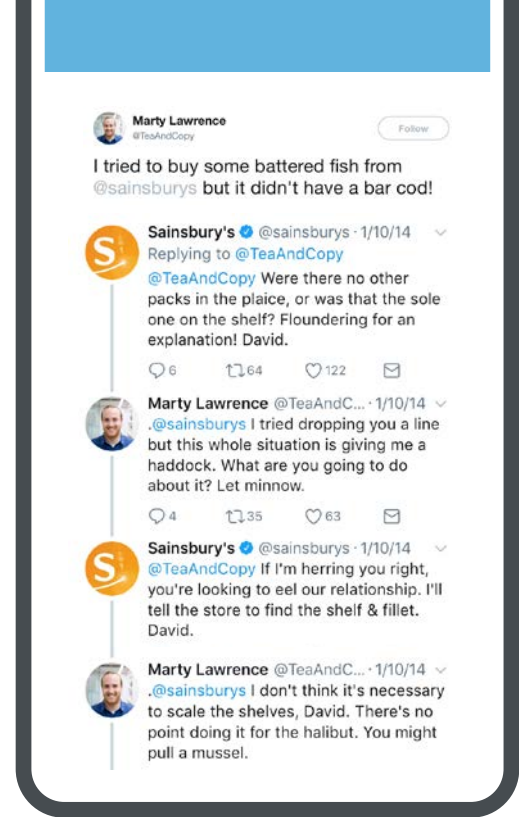 Marty Lawrence
@TeaAndCopy
Follow
I tried to buy some battered fish from
@sainsburys but it didn't have a bar cod!
Sainsbury's @sainsburys · 1/10/14
Replying to @TeaAndCopy
@TeaAndCopy Were there no other
packs in the plaice, or was that the sole
one on the shelf? Floundering for an
explanation! David.
6 64 122
Marty Lawrence @TeaAndC... · 1/10/14
.@sainsburys I tried dropping you a line
but this whole situation is giving me a
haddock. What are you going to do
about it? Let minnow.
4 35 63
Sainsbury's @sainsburys · 1/10/14
@TeaAndCopy If I'm herring you right,
you're looking to eel our relationship. I'll
tell the store to find the shelf & fillet.
David.
Marty Lawrence @TeaAndC... · 1/10/14
.@sainsburys I don't think it's necessary
to scale the shelves, David. There's no
point doing it for the halibut. You might
pull a mussel.